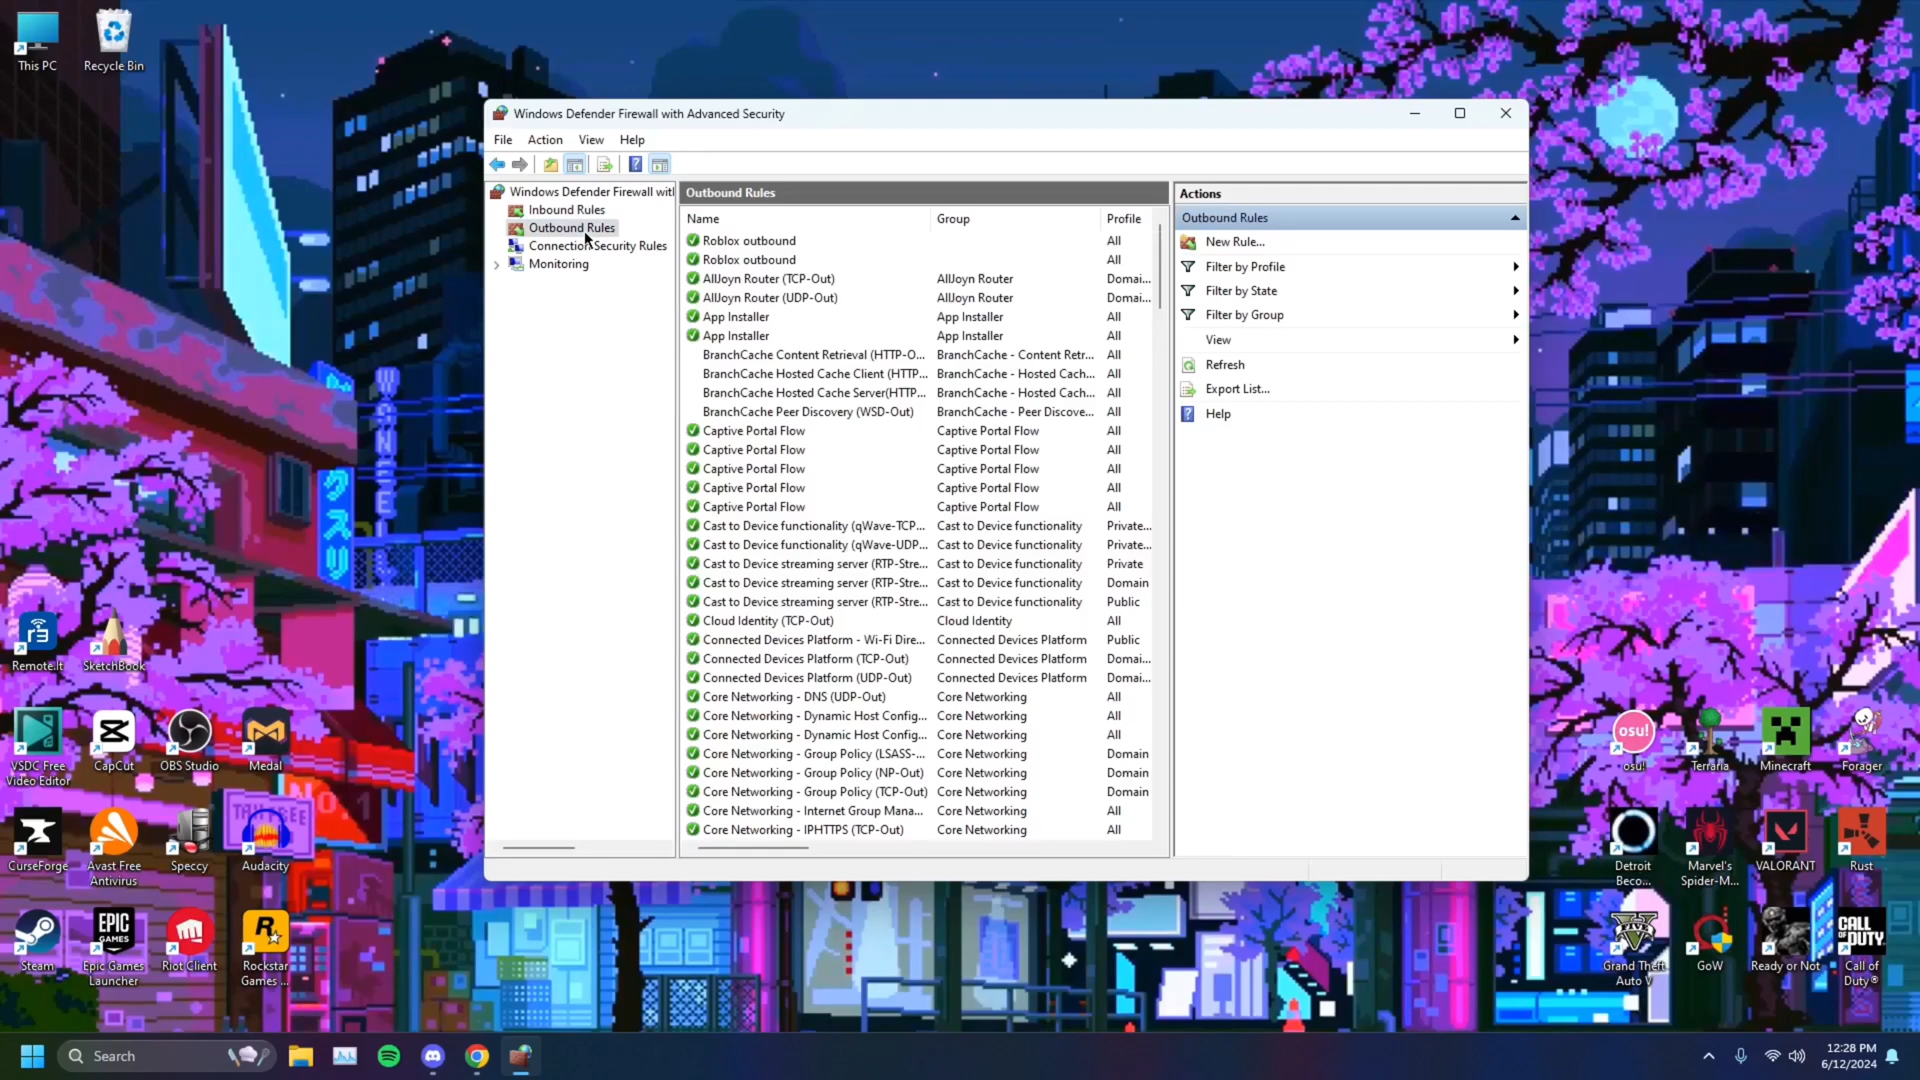 This PC
Recycle Bin
Windows Defender Firewall with Advanced Security
File Action View Help
Windows Defender Firewall with
Inbound Rules
Outbound Rules
Connection Security Rules
Monitoring
Outbound Rules
Name Group Profile
Roblox outbound All
Roblox outbound All
AllJoyn Router (TCP-Out) AllJoyn Router Domai...
AllJoyn Router (UDP-Out) AllJoyn Router Domai...
App Installer App Installer All
App Installer App Installer All
BranchCache Content Retrieval (HTTP-O... BranchCache - Content Retr... All
BranchCache Hosted Cache Client (HTTP... BranchCache - Hosted Cach... All
BranchCache Hosted Cache Server(HTTP... BranchCache - Hosted Cach... All
BranchCache Peer Discovery (WSD-Out) BranchCache - Peer Discove... All
Captive Portal Flow Captive Portal Flow All
Captive Portal Flow Captive Portal Flow All
Captive Portal Flow Captive Portal Flow All
Captive Portal Flow Captive Portal Flow All
Captive Portal Flow Captive Portal Flow All
Cast to Device functionality (qWave-TCP... Cast to Device functionality Private...
Cast to Device functionality (qWave-UDP... Cast to Device functionality Private...
Cast to Device streaming server (RTP-Stre... Cast to Device functionality Private
Cast to Device streaming server (RTP-Stre... Cast to Device functionality Domain
Cast to Device streaming server (RTP-Stre... Cast to Device functionality Public
Cloud Identity (TCP-Out) Cloud Identity All
Connected Devices Platform - Wi-Fi Dire... Connected Devices Platform Public
Connected Devices Platform (TCP-Out) Connected Devices Platform Domai...
Connected Devices Platform (UDP-Out) Connected Devices Platform Domai...
Core Networking - DNS (UDP-Out) Core Networking All
Core Networking - Dynamic Host Config... Core Networking All
Core Networking - Dynamic Host Config... Core Networking All
Core Networking - Group Policy (LSASS-... Core Networking Domain
Core Networking - Group Policy (NP-Out) Core Networking Domain
Core Networking - Group Policy (TCP-Out) Core Networking Domain
Core Networking - Internet Group Mana... Core Networking All
Core Networking - IPHTTPS (TCP-Out) Core Networking All
Actions
Outbound Rules
New Rule...
Filter by Profile
Filter by State
Filter by Group
View
Refresh
Export List...
Help
クスリ
Remote.It
SketchBook
VSDC Free
Video Editor
CapCut
OBS Studio
Medal
CurseForge
Avast Free
Antivirus
Speccy
Audacity
Steam
EPIC
GAMES
Epic Games
Launcher
Riot Client
Rockstar
Games ...
osu!
osu!
Terraria
Minecraft
Forager
Detroit
Beco...
Marvel's
Spider-M...
VALORANT
Rust
Grand Theft
Auto V
GoW
Ready or Not
CALL OF
DUTY
Call of
Duty®
Search
12:28 PM
6/12/2024